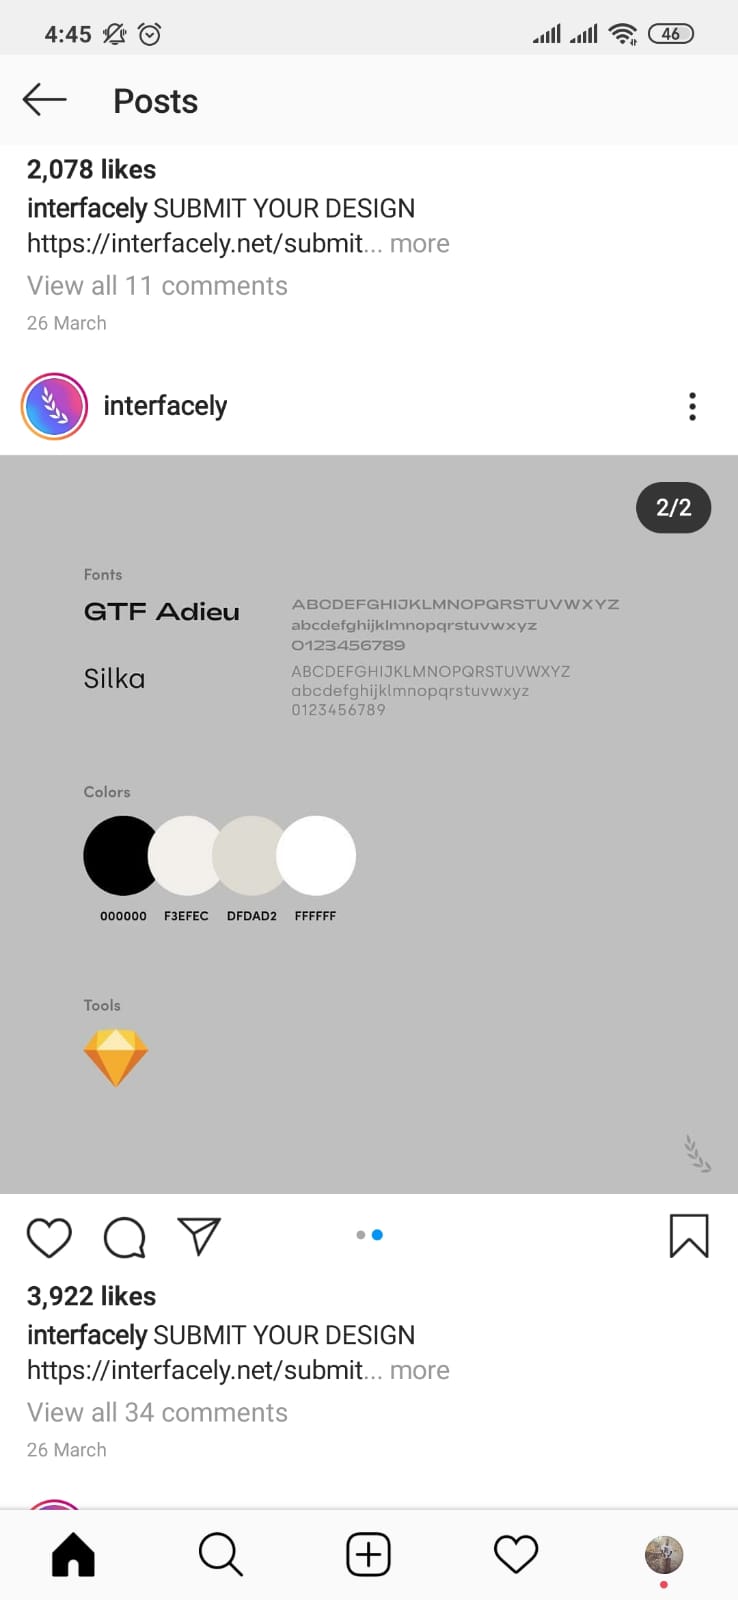 4:45
46
Posts
2,078 likes
interfacely SUBMIT YOUR DESIGN
https://interfacely.net/submit... more
View all 11 comments
26 March
interfacely
2/2
Fonts
GTF Adieu
ABCDEFGHIJKLMNOPQRSTUVWXYZ
abcdefghijklmnopqrstuvwxyz
0123456789
Silka
ABCDEFGHIJKLMNOPQRSTUVWXYZ
abcdefghijklmnopqrstuvwxyz
0123456789
Colors
000000 F3EFEC DFDAD2 FFFFFF
Tools
3,922 likes
interfacely SUBMIT YOUR DESIGN
https://interfacely.net/submit... more
View all 34 comments
26 March